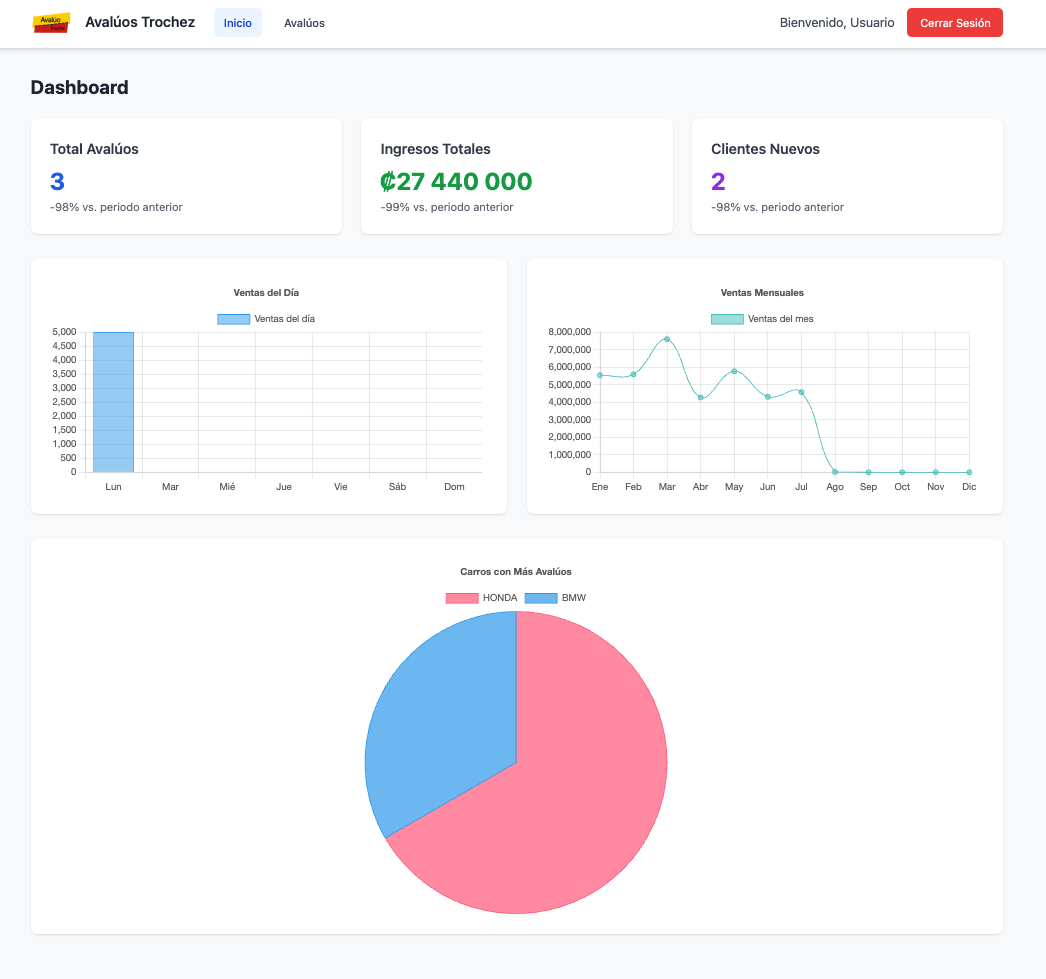 Avalúo
Avalúos Trochez
Inicio
Avalúos
Bienvenido, Usuario
Cerrar Sesión
Dashboard
Total Avalúos
3
-98% vs. periodo anterior
Ingresos Totales
₡27 440 000
-99% vs. periodo anterior
Clientes Nuevos
2
-98% vs. periodo anterior
Ventas del Día
Ventas del día
5,000
4,500
4,000
3,500
3,000
2,500
2,000
1,500
1,000
500
0
Lun Mar Mié Jue Vie Sáb Dom
Ventas Mensuales
Ventas del mes
8,000,000
7,000,000
6,000,000
5,000,000
4,000,000
3,000,000
2,000,000
1,000,000
0
Ene Feb Mar Abr May Jun Jul Ago Sep Oct Nov Dic
Carros con Más Avalúos
HONDA BMW